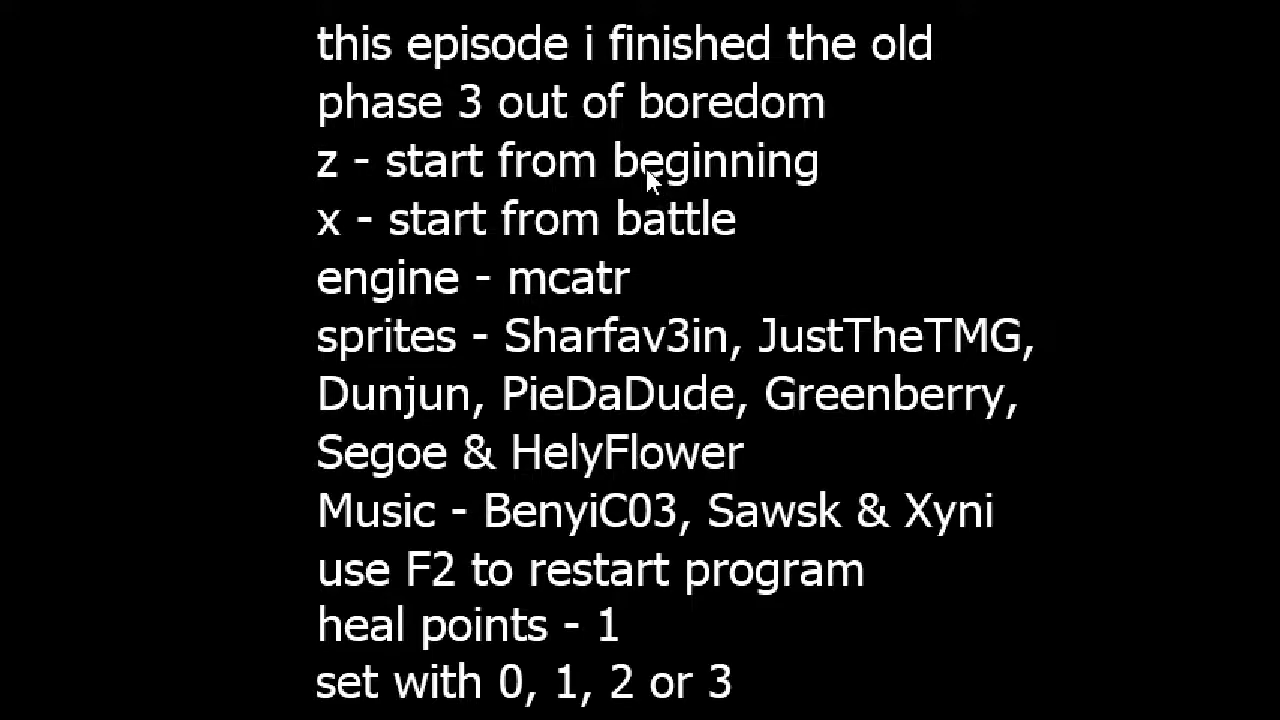 this episode i finished the old
phase 3 out of boredom
z - start from beginning
x - start from battle
engine - mcatr
sprites - Sharfav3in, JustTheTMG,
Dunjun, PieDaDude, Greenberry,
Segoe & HelyFlower
Music - BenyiC03, Sawsk & Xyni
use F2 to restart program
heal points - 1
set with 0, 1, 2 or 3